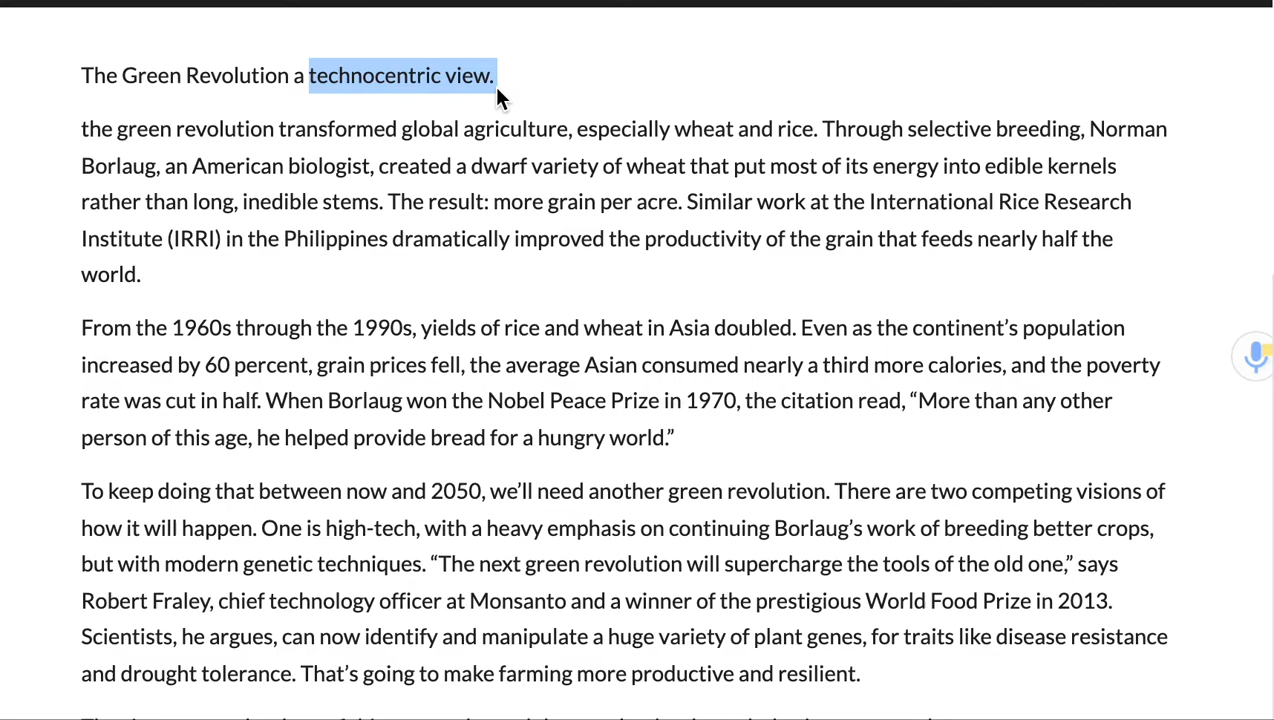 The Green Revolution a technocentric view.
the green revolution transformed global agriculture, especially wheat and rice. Through selective breeding, Norman
Borlaug, an American biologist, created a dwarf variety of wheat that put most of its energy into edible kernels
rather than long, inedible stems. The result: more grain per acre. Similar work at the International Rice Research
Institute (IRRI) in the Philippines dramatically improved the productivity of the grain that feeds nearly half the
world.
From the 1960s through the 1990s, yields of rice and wheat in Asia doubled. Even as the continent’s population
increased by 60 percent, grain prices fell, the average Asian consumed nearly a third more calories, and the poverty
rate was cut in half. When Borlaug won the Nobel Peace Prize in 1970, the citation read, “More than any other
person of this age, he helped provide bread for a hungry world.”
To keep doing that between now and 2050, we’ll need another green revolution. There are two competing visions of
how it will happen. One is high-tech, with a heavy emphasis on continuing Borlaug’s work of breeding better crops,
but with modern genetic techniques. “The next green revolution will supercharge the tools of the old one,” says
Robert Fraley, chief technology officer at Monsanto and a winner of the prestigious World Food Prize in 2013.
Scientists, he argues, can now identify and manipulate a huge variety of plant genes, for traits like disease resistance
and drought tolerance. That’s going to make farming more productive and resilient.